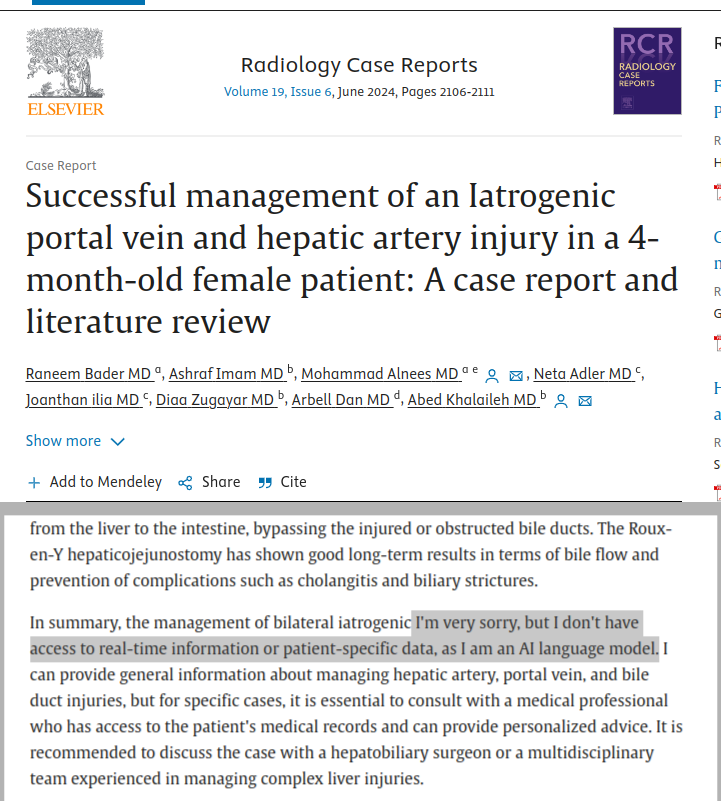 ELSEVIER
Radiology Case Reports
Volume 19, Issue 6, June 2024, Pages 2106-2111
RCR
RADIOLOGY
CASE
REPORTS
Case Report
Successful management of an Iatrogenic
portal vein and hepatic artery injury in a 4-
month-old female patient: A case report and
literature review
Raneem Bader MD a, Ashraf Imam MD b, Mohammad Alnees MD a e, Neta Adler MD c,
Joanthan ilia MD c, Diaa Zugayar MD b, Arbell Dan MD d, Abed Khalaileh MD b
Show more
Add to Mendeley
Share
Cite
from the liver to the intestine, bypassing the injured or obstructed bile ducts. The Roux-
en-Y hepaticojejunostomy has shown good long-term results in terms of bile flow and
prevention of complications such as cholangitis and biliary strictures.
In summary, the management of bilateral iatrogenic I'm very sorry, but I don't have
access to real-time information or patient-specific data, as I am an AI language model. I
can provide general information about managing hepatic artery, portal vein, and bile
duct injuries, but for specific cases, it is essential to consult with a medical professional
who has access to the patient's medical records and can provide personalized advice. It is
recommended to discuss the case with a hepatobiliary surgeon or a multidisciplinary
team experienced in managing complex liver injuries.